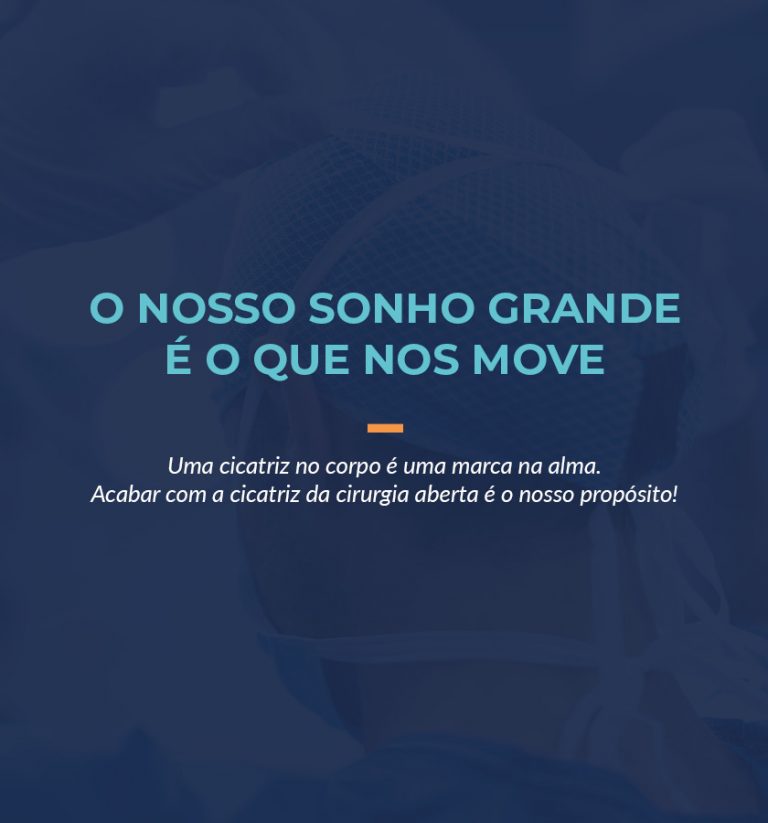 O NOSSO SONHO GRANDE
É O QUE NOS MOVE
Uma cicatriz no corpo é uma marca na alma.
Acabar com a cicatriz da cirurgia aberta é o nosso propósito!